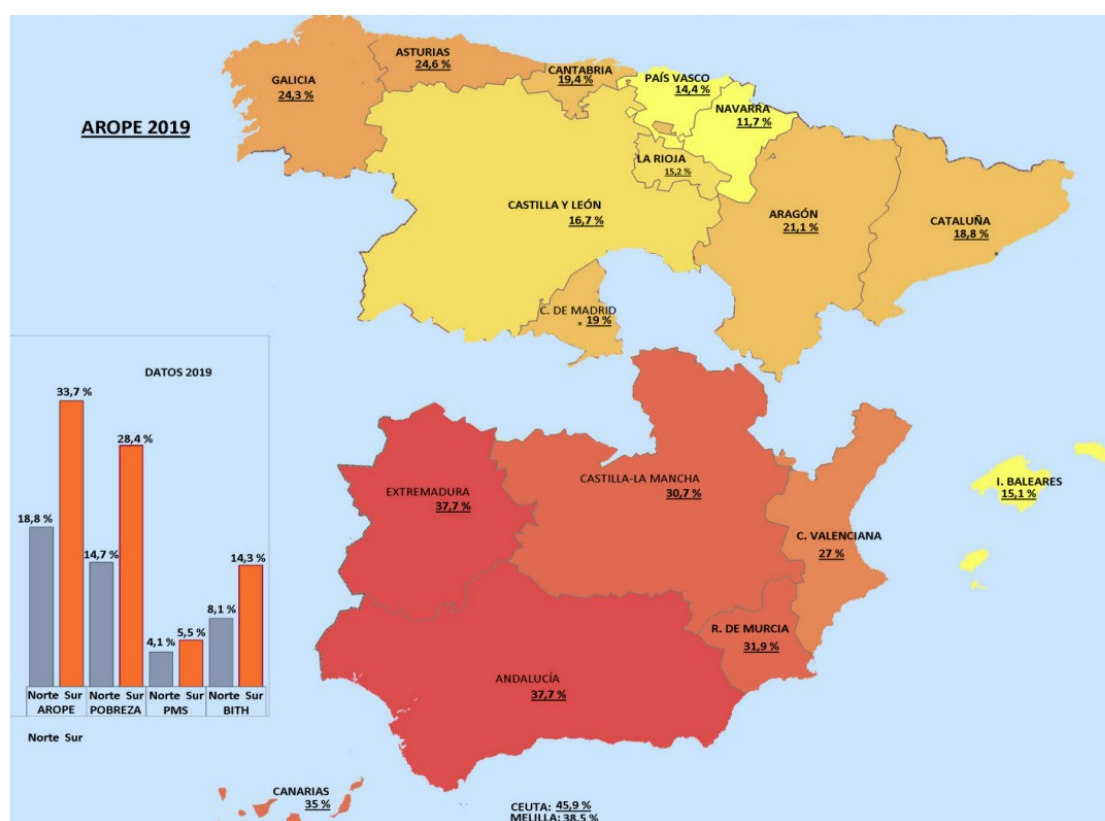 AROPE 2019
GALICIA
24,3 %
ASTURIAS
24,6 %
CANTABRIA
19,4 %
PAÍS VASCO
14,4 %
NAVARRA
11,7 %
LA RIOJA
15,2 %
CASTILLA Y LEÓN
16,7 %
ARAGÓN
21,1 %
CATALUÑA
18,8 %
C. DE MADRID
19 %
EXTREMADURA
37,7 %
CASTILLA-LA MANCHA
30,7 %
C. VALENCIANA
27 %
I. BALEARES
15,1 %
R. DE MURCIA
31,9 %
ANDALUCÍA
37,7 %
CANARIAS
35 %
CEUTA: 45,9 %
MELILLA: 38,5 %
DATOS 2019
18,8 %
33,7 %
14,7 %
28,4 %
4,1 %
5,5 %
8,1 %
14,3 %
Norte Sur Norte Sur Norte Sur Norte Sur
AROPE POBREZA PMS BITH
Norte Sur